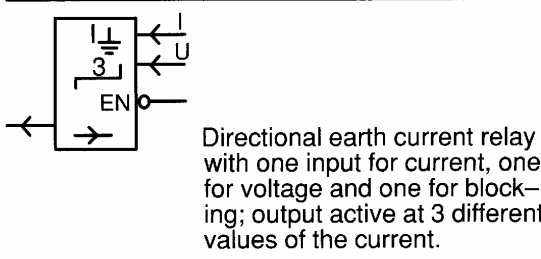 I
I
U
3
EN
Directional earth current relay
with one input for current, one
for voltage and one for block–
ing; output active at 3 different
values of the current.